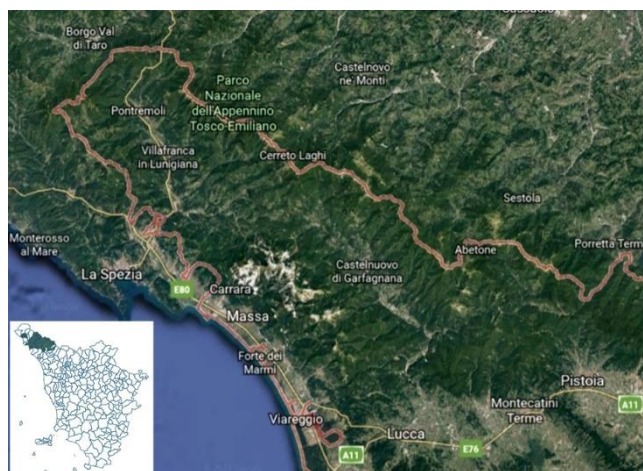 Borgo Val
di Taro
Parco
Nazionale
dell'Appennino
Tosco-Emiliano
Castelnovo
ne' Monti
Pontremoli
Villafranca
in Lunigiana
Cerreto Laghi
Sestola
Monterosso
al Mare
Abetone
Porretta Term
La Spezia
Castelnuovo
di Garfagnana
E80
Carrara
Massa
Forte dei
Marmi
Pistoia
Montecatini
Terme
A11
Viareggio
Lucca
A11
E76